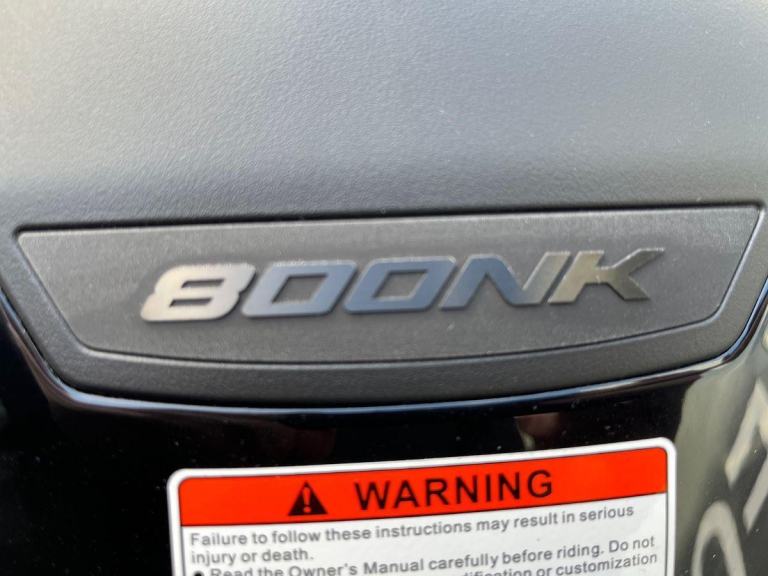 800NK
WARNING
Failure to follow these instructions may result in serious
injury or death.
• Read the Owner's Manual carefully before riding. Do not
modification or customization